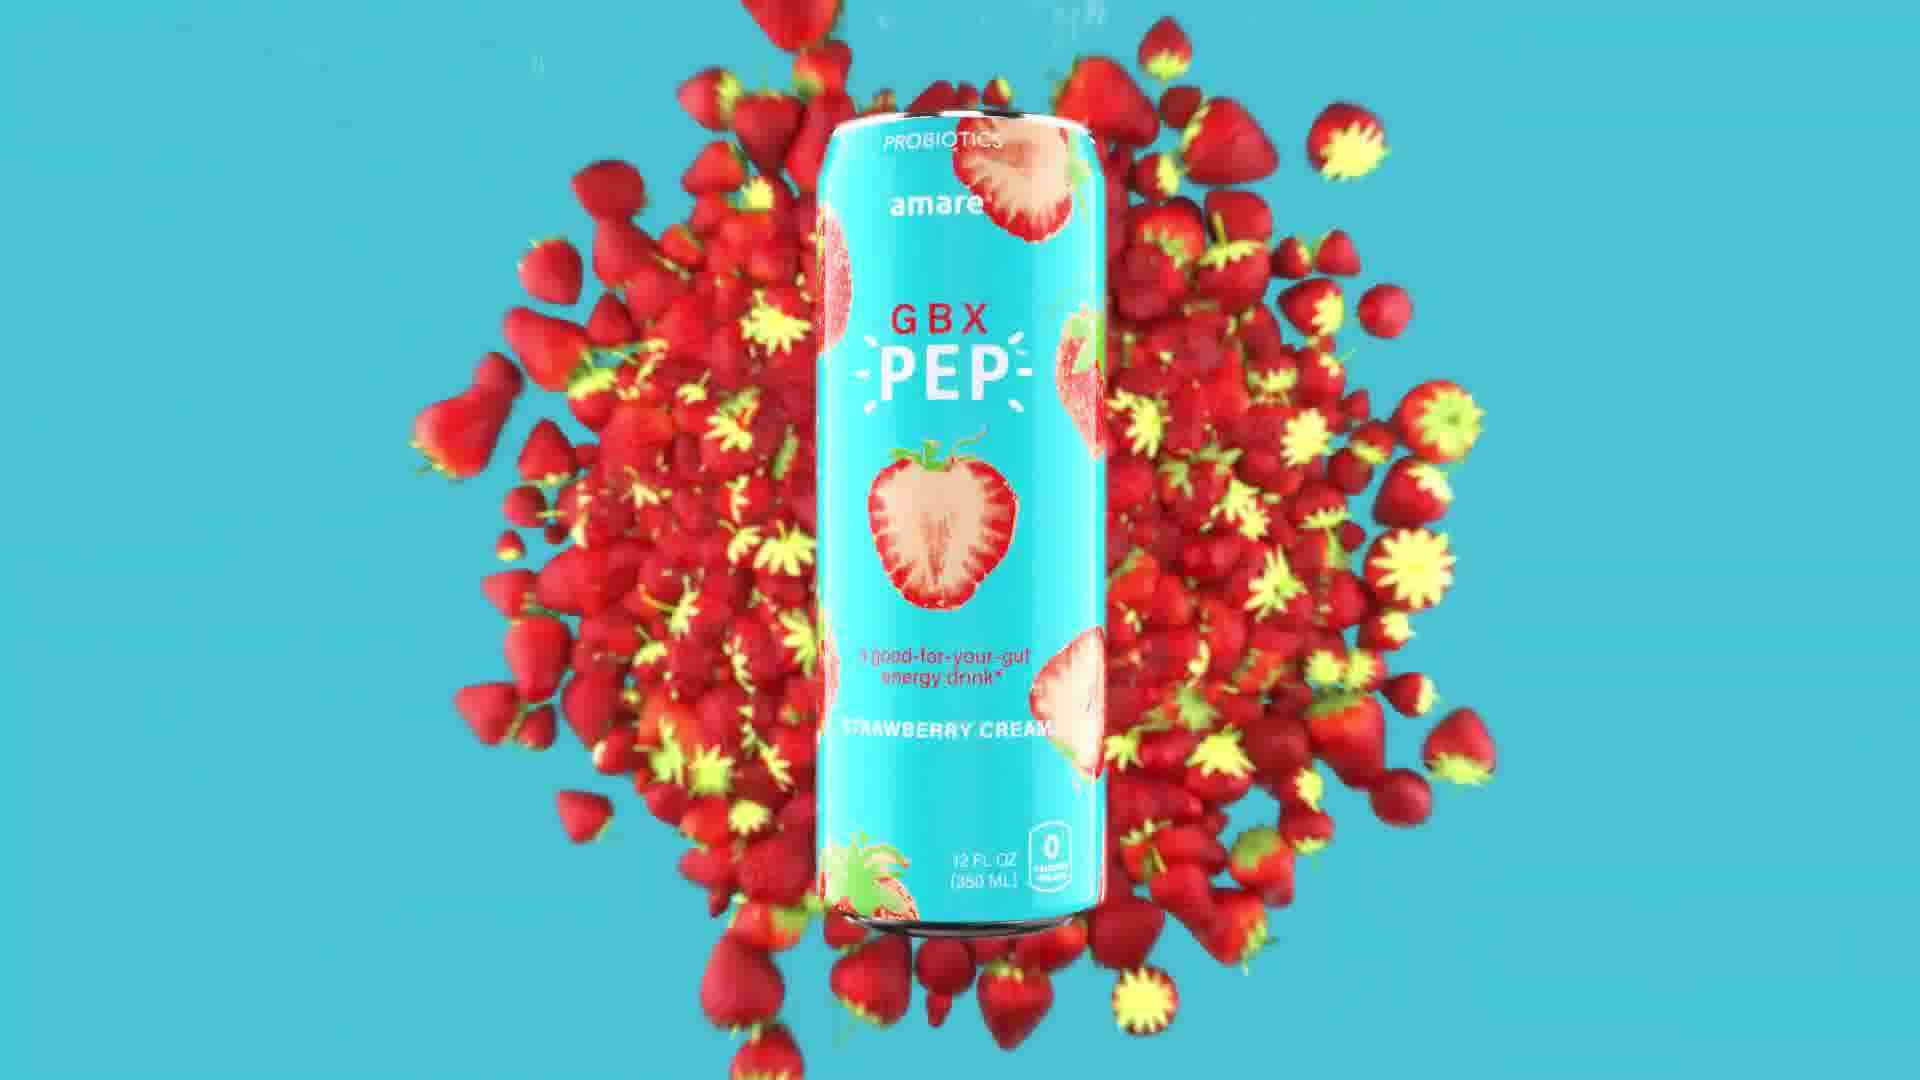 PROBIOTICS
amare
GBX
PEP
a good-for-your-gut
energy drink*
STRAWBERRY CREAM
12 FL OZ
(350 ML)
0